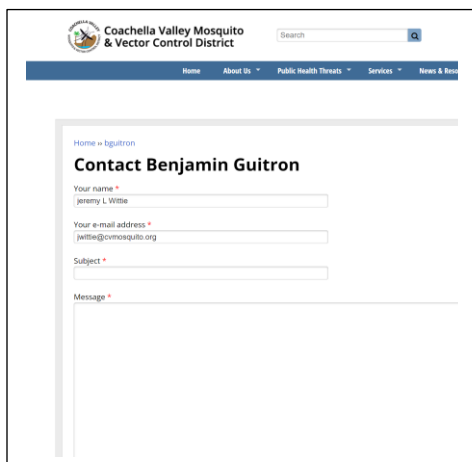 Coachella Valley Mosquito
& Vector Control District
Search
Home About Us Public Health Threats Services News & Reso
Home » bguitron
Contact Benjamin Guitron
Your name *
jeremy L Wittie
Your e-mail address *
jwittie@cvmosquito.org
Subject *
Message *